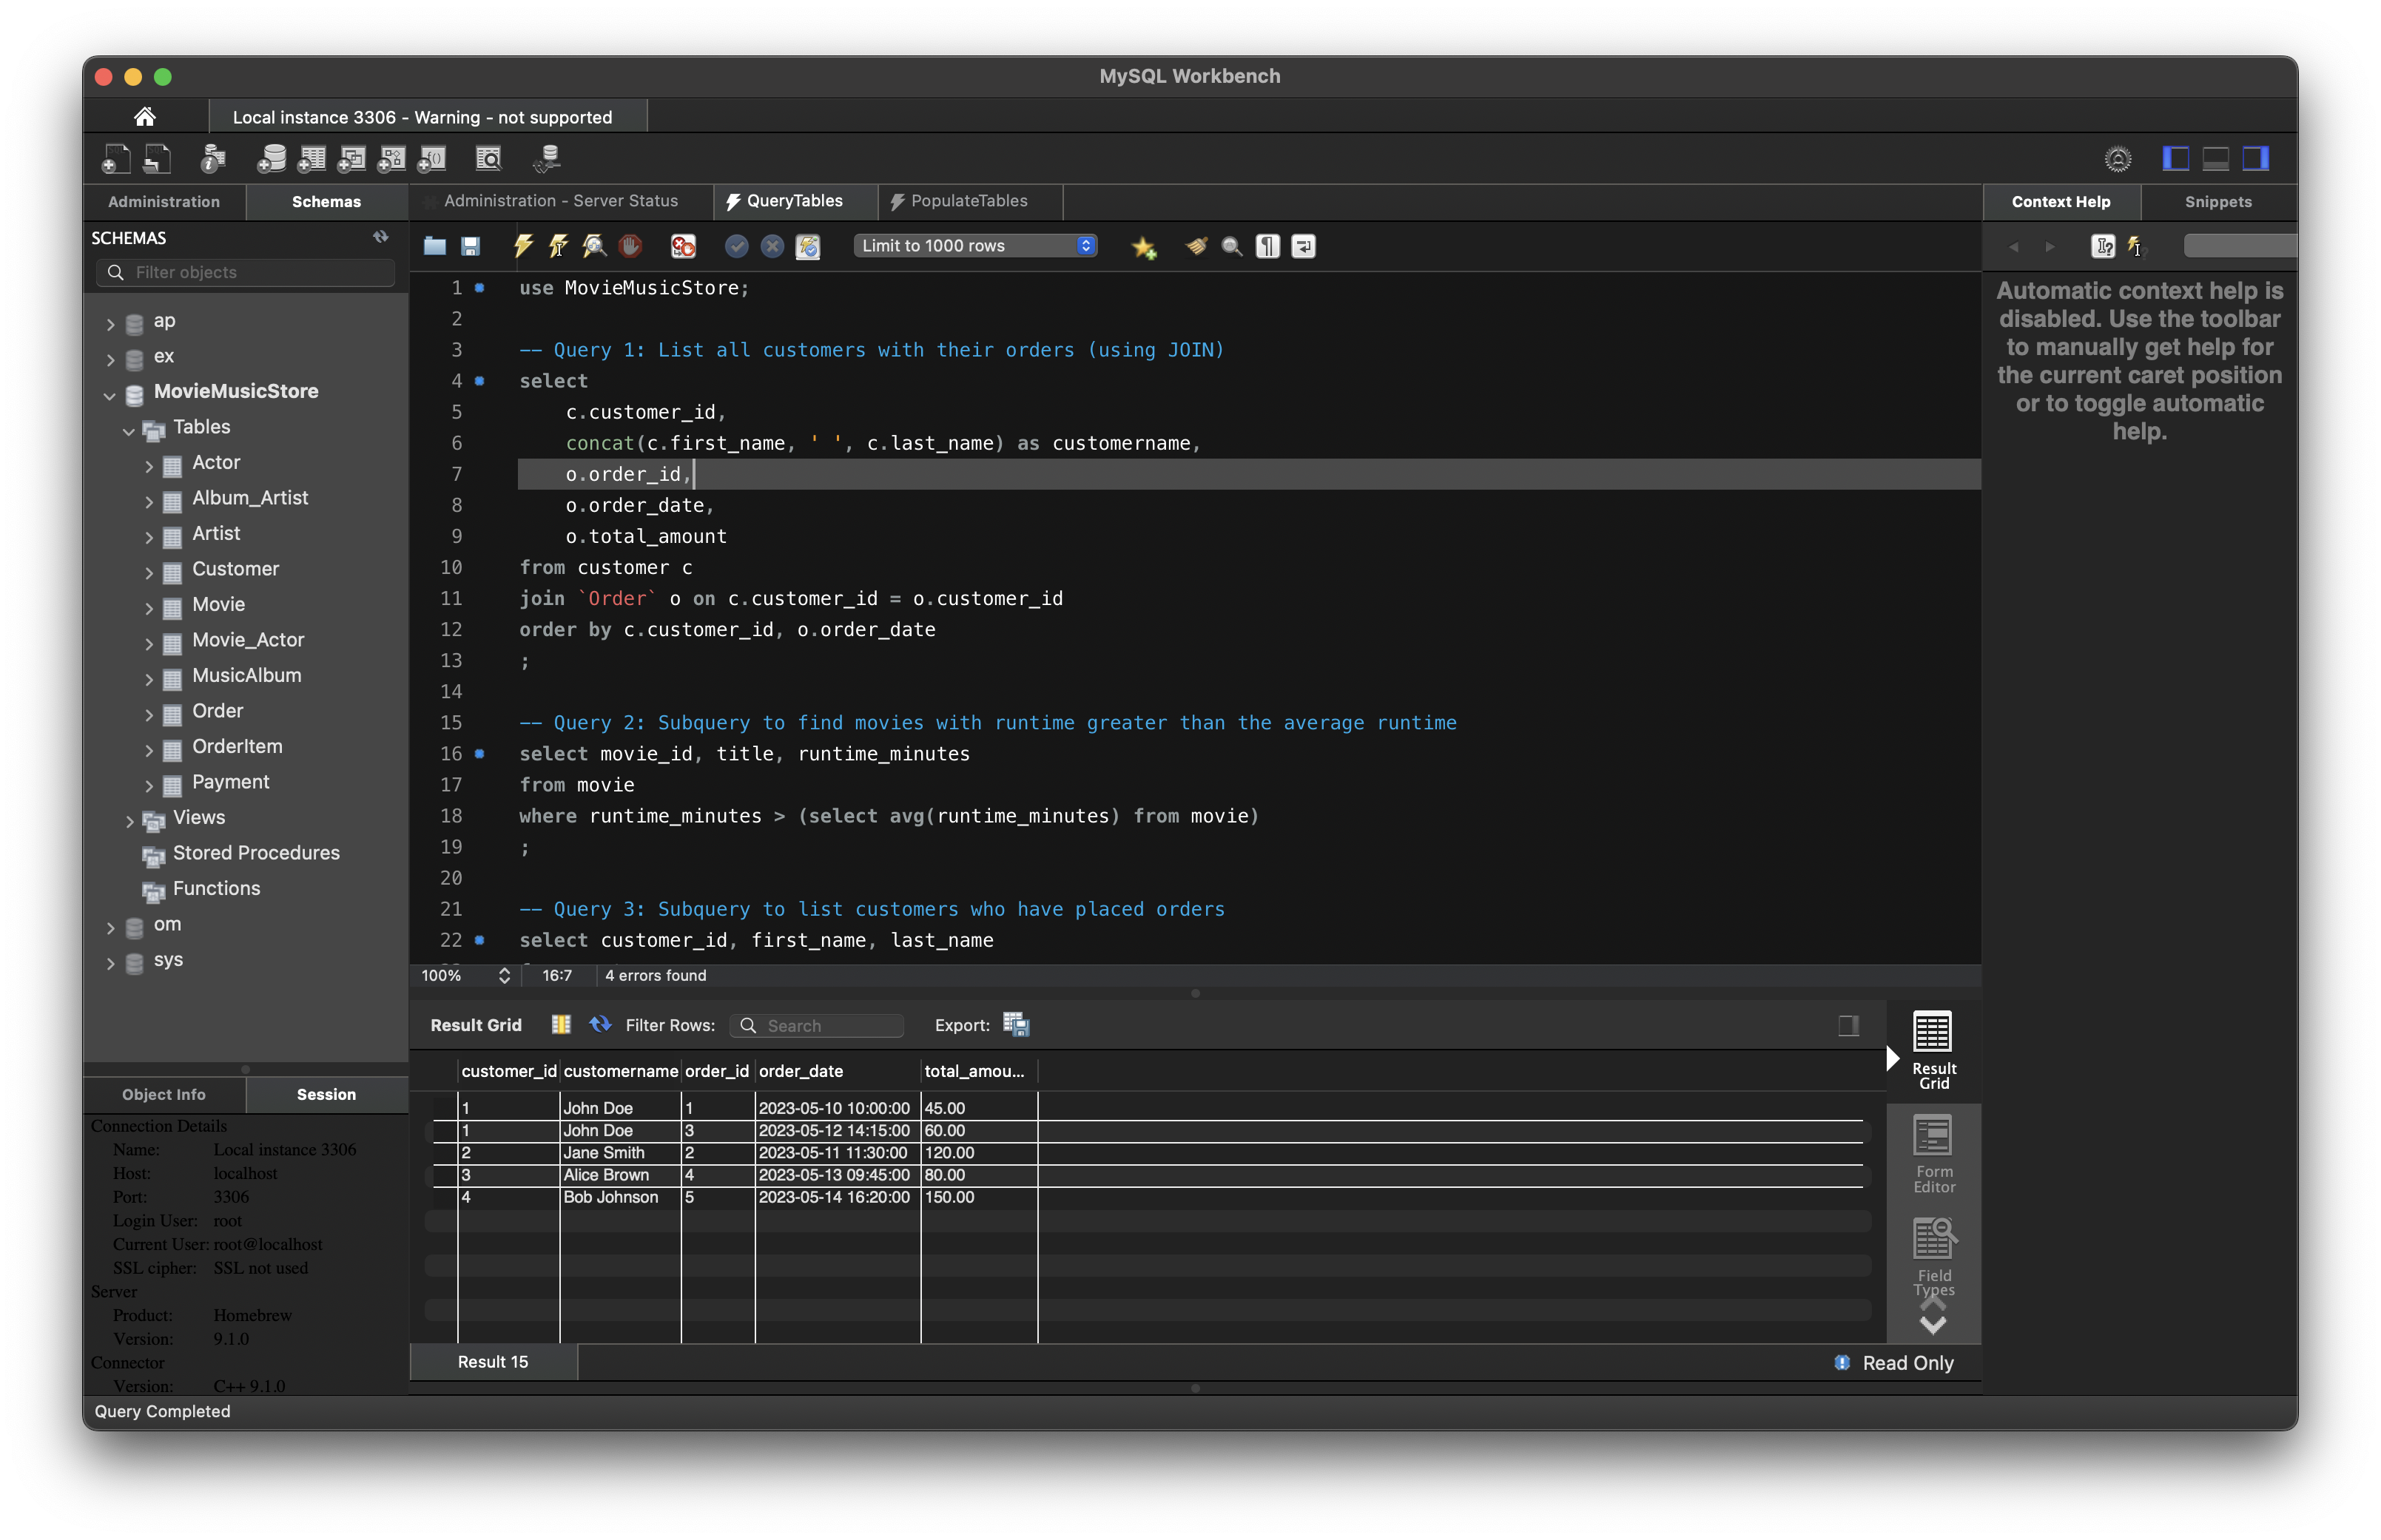 MySQL Workbench
Local instance 3306 - Warning - not supported
Administration
Schemas
Administration - Server Status
QueryTables
PopulateTables
Context Help
Snippets
SCHEMAS
Filter objects
Limit to 1000 rows
ap
ex
MovieMusicStore
Tables
Actor
Album_Artist
Artist
Customer
Movie
Movie_Actor
MusicAlbum
Order
OrderItem
Payment
Views
Stored Procedures
Functions
om
sys
1 use MovieMusicStore;
2
3 -- Query 1: List all customers with their orders (using JOIN)
4 select
5 c.customer_id,
6 concat(c.first_name, ' ', c.last_name) as customername,
7 o.order_id,
8 o.order_date,
9 o.total_amount
10 from customer c
11 join `Order` o on c.customer_id = o.customer_id
12 order by c.customer_id, o.order_date
13 ;
14
15 -- Query 2: Subquery to find movies with runtime greater than the average runtime
16 select movie_id, title, runtime_minutes
17 from movie
18 where runtime_minutes > (select avg(runtime_minutes) from movie)
19 ;
20
21 -- Query 3: Subquery to list customers who have placed orders
22 select customer_id, first_name, last_name
100% 16:7 4 errors found
Automatic context help is
disabled. Use the toolbar
to manually get help for
the current caret position
or to toggle automatic
help.
Result Grid Filter Rows: Search Export:
customer_id customername order_id order_date total_amou...
1 John Doe 1 2023-05-10 10:00:00 45.00
1 John Doe 3 2023-05-12 14:15:00 60.00
2 Jane Smith 2 2023-05-11 11:30:00 120.00
3 Alice Brown 4 2023-05-13 09:45:00 80.00
4 Bob Johnson 5 2023-05-14 16:20:00 150.00
Result
Grid
Form
Editor
Field
Types
Result 15
Read Only
Object Info
Session
Connection Details
Name: Local instance 3306
Host: localhost
Port: 3306
Login User: root
Current User: root@localhost
SSL cipher: SSL not used
Server
Product: Homebrew
Version: 9.1.0
Connector
Version: C++ 9.1.0
Query Completed